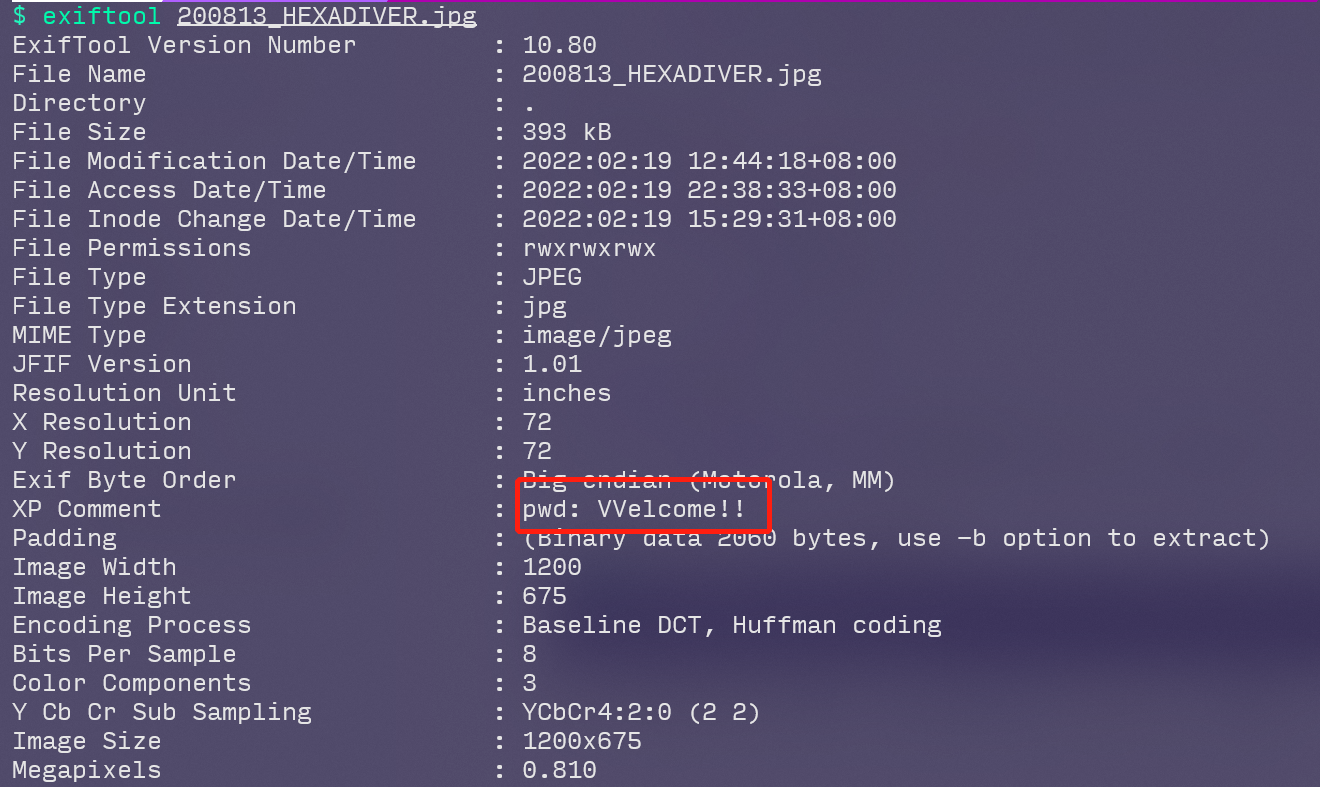 $ exiftool 200813_HEXADIVER.jpg
ExifTool Version Number : 10.80
File Name : 200813_HEXADIVER.jpg
Directory : .
File Size : 393 kB
File Modification Date/Time : 2022:02:19 12:44:18+08:00
File Access Date/Time : 2022:02:19 22:38:33+08:00
File Inode Change Date/Time : 2022:02:19 15:29:31+08:00
File Permissions : rwxrwxrwx
File Type : JPEG
File Type Extension : jpg
MIME Type : image/jpeg
JFIF Version : 1.01
Resolution Unit : inches
X Resolution : 72
Y Resolution : 72
Exif Byte Order : Big endian (Motorola, MM)
XP Comment : pwd: VVelcome!!
Padding : (Binary data 2060 bytes, use -b option to extract)
Image Width : 1200
Image Height : 675
Encoding Process : Baseline DCT, Huffman coding
Bits Per Sample : 8
Color Components : 3
Y Cb Cr Sub Sampling : YCbCr4:2:0 (2 2)
Image Size : 1200x675
Megapixels : 0.810